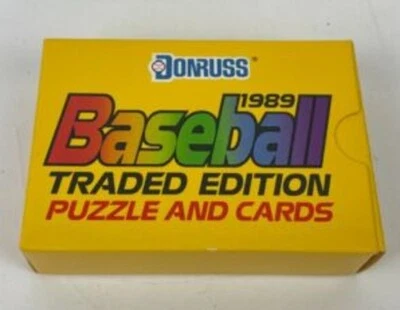 DONRUSS®
1989
Baseball
TRADED EDITION
PUZZLE AND CARDS